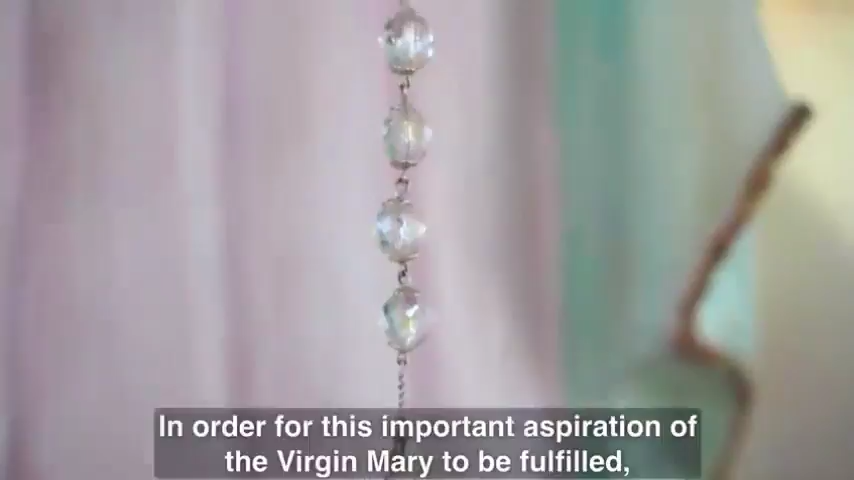 In order for this important aspiration of
the Virgin Mary to be fulfilled,